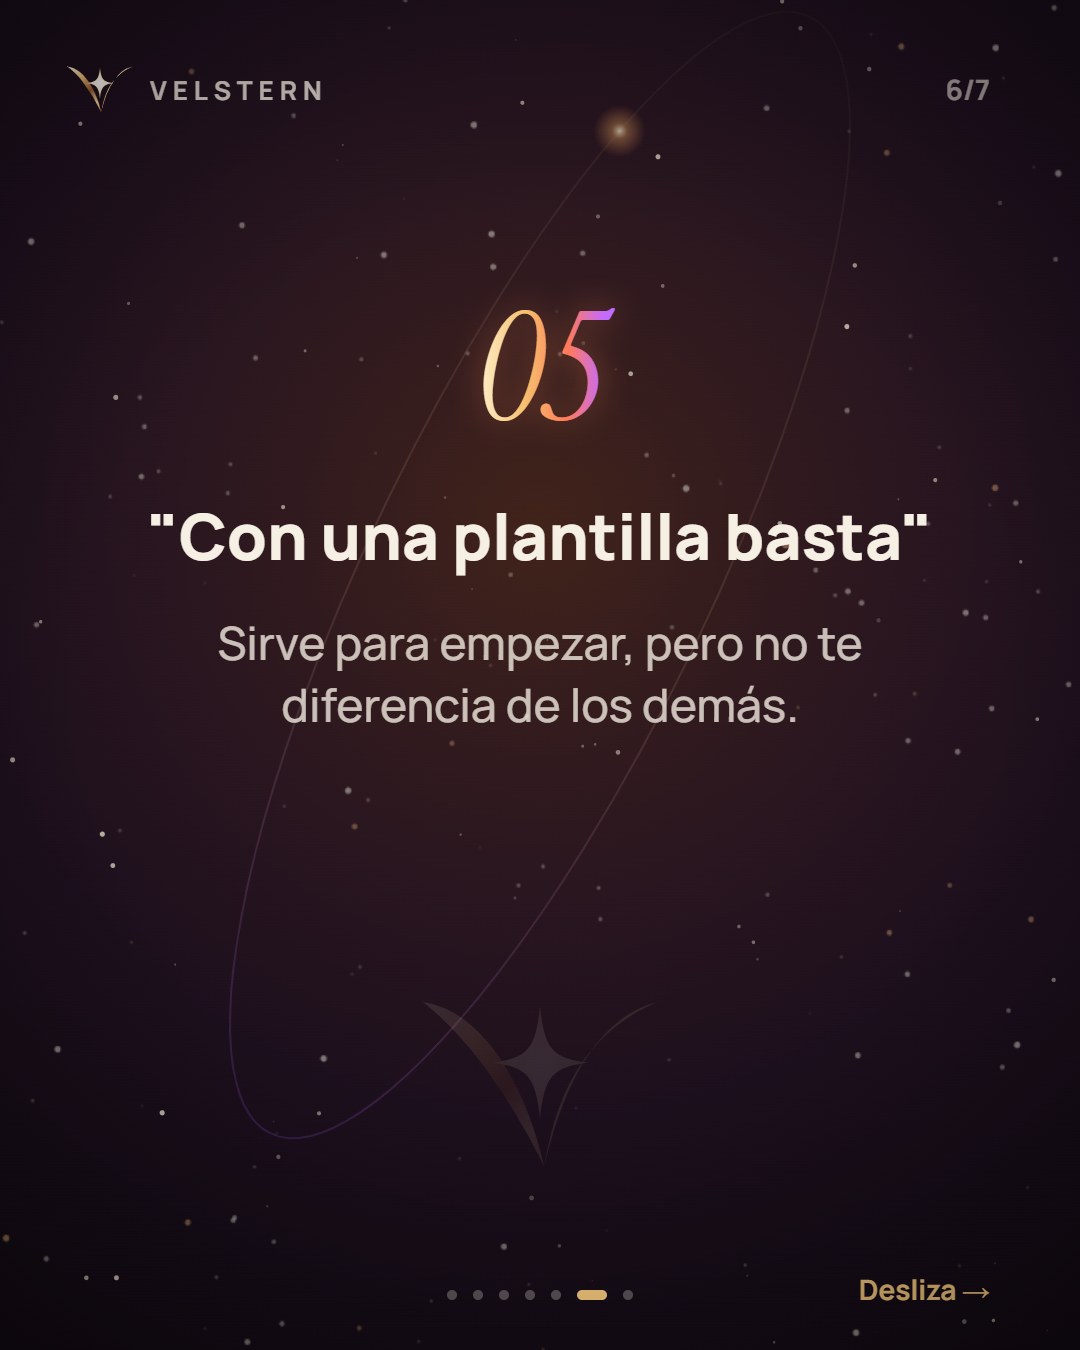 VELSTERN
6/7
05
"Con una plantilla basta"
Sirve para empezar, pero no te
diferencia de los demás.
Desliza →